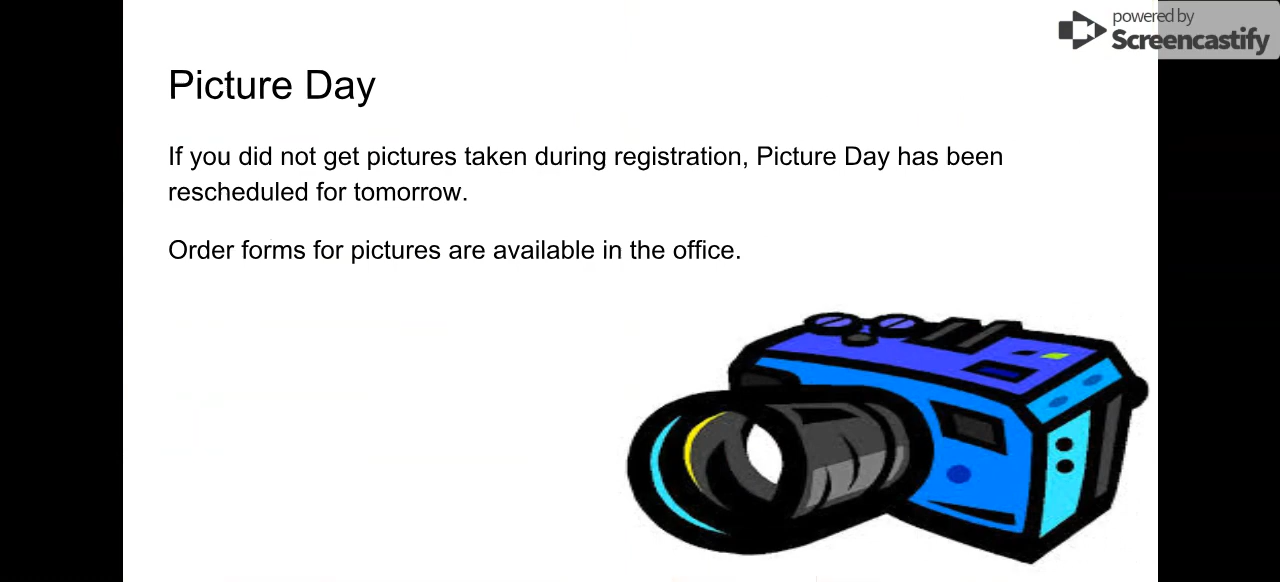 powered by
Screencastify
Picture Day
If you did not get pictures taken during registration, Picture Day has been
rescheduled for tomorrow.
Order forms for pictures are available in the office.